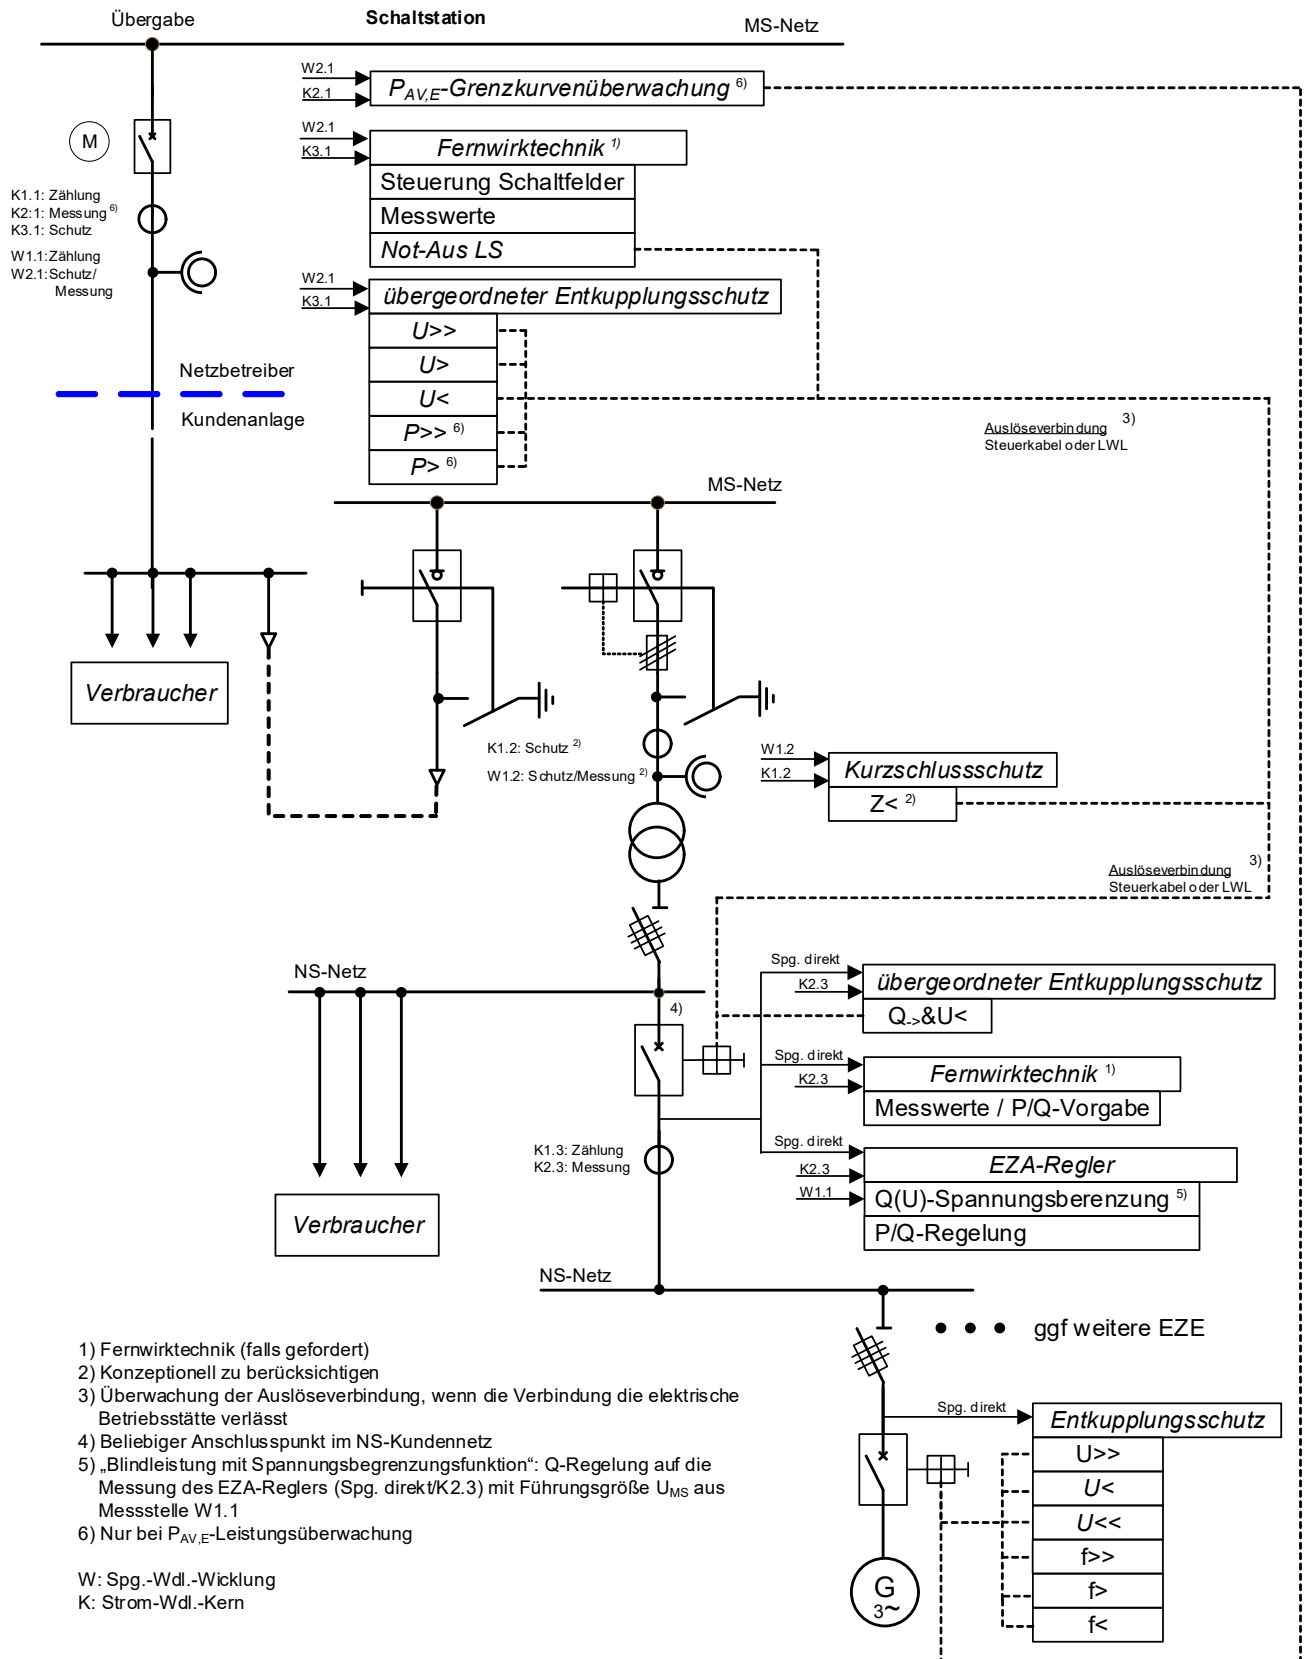 Übergabe
Schaltstation
MS-Netz
W2.1
K2.1
P_AV,E-Grenzkurvenüberwachung 6)
M
W2.1
K3.1
Fernwirktechnik 1)
Steuerung Schaltfelder
Messwerte
Not-Aus LS
K1.1: Zählung
K2:1: Messung 6)
K3.1: Schutz
W1.1:Zählung
W2.1:Schutz/
Messung
W2.1
K3.1
übergeordneter Entkupplungsschutz
U>>
U>
U<
P>> 6)
P> 6)
Netzbetreiber
Kundenanlage
Auslöseverbindung 3)
Steuerkabel oder LWL
MS-Netz
Verbraucher
K1.2: Schutz 2)
W1.2: Schutz/Messung 2)
W1.2
K1.2
Kurzschlussschutz
Z< 2)
Auslöseverbindung 3)
Steuerkabel oder LWL
NS-Netz
4)
Spg. direkt
K2.3
übergeordneter Entkupplungsschutz
Q->&U<
Spg. direkt
K2.3
Fernwirktechnik 1)
Messwerte / P/Q-Vorgabe
K1.3: Zählung
K2.3: Messung
Spg. direkt
K2.3
W1.1
EZA-Regler
Q(U)-Spannungsberenzung 5)
P/Q-Regelung
Verbraucher
NS-Netz
ggf weitere EZE
1) Fernwirktechnik (falls gefordert)
2) Konzeptionell zu berücksichtigen
3) Überwachung der Auslöseverbindung, wenn die Verbindung die elektrische
Betriebsstätte verlässt
4) Beliebiger Anschlusspunkt im NS-Kundennetz
5) „Blindleistung mit Spannungsbegrenzungsfunktion“: Q-Regelung auf die
Messung des EZA-Reglers (Spg. direkt/K2.3) mit Führungsgröße U_MS aus
Messstelle W1.1
6) Nur bei P_AV,E-Leistungsüberwachung
W: Spg.-Wdl.-Wicklung
K: Strom-Wdl.-Kern
Spg. direkt
Entkupplungsschutz
U>>
U<
U<<
f>>
f>
f<
G
3~